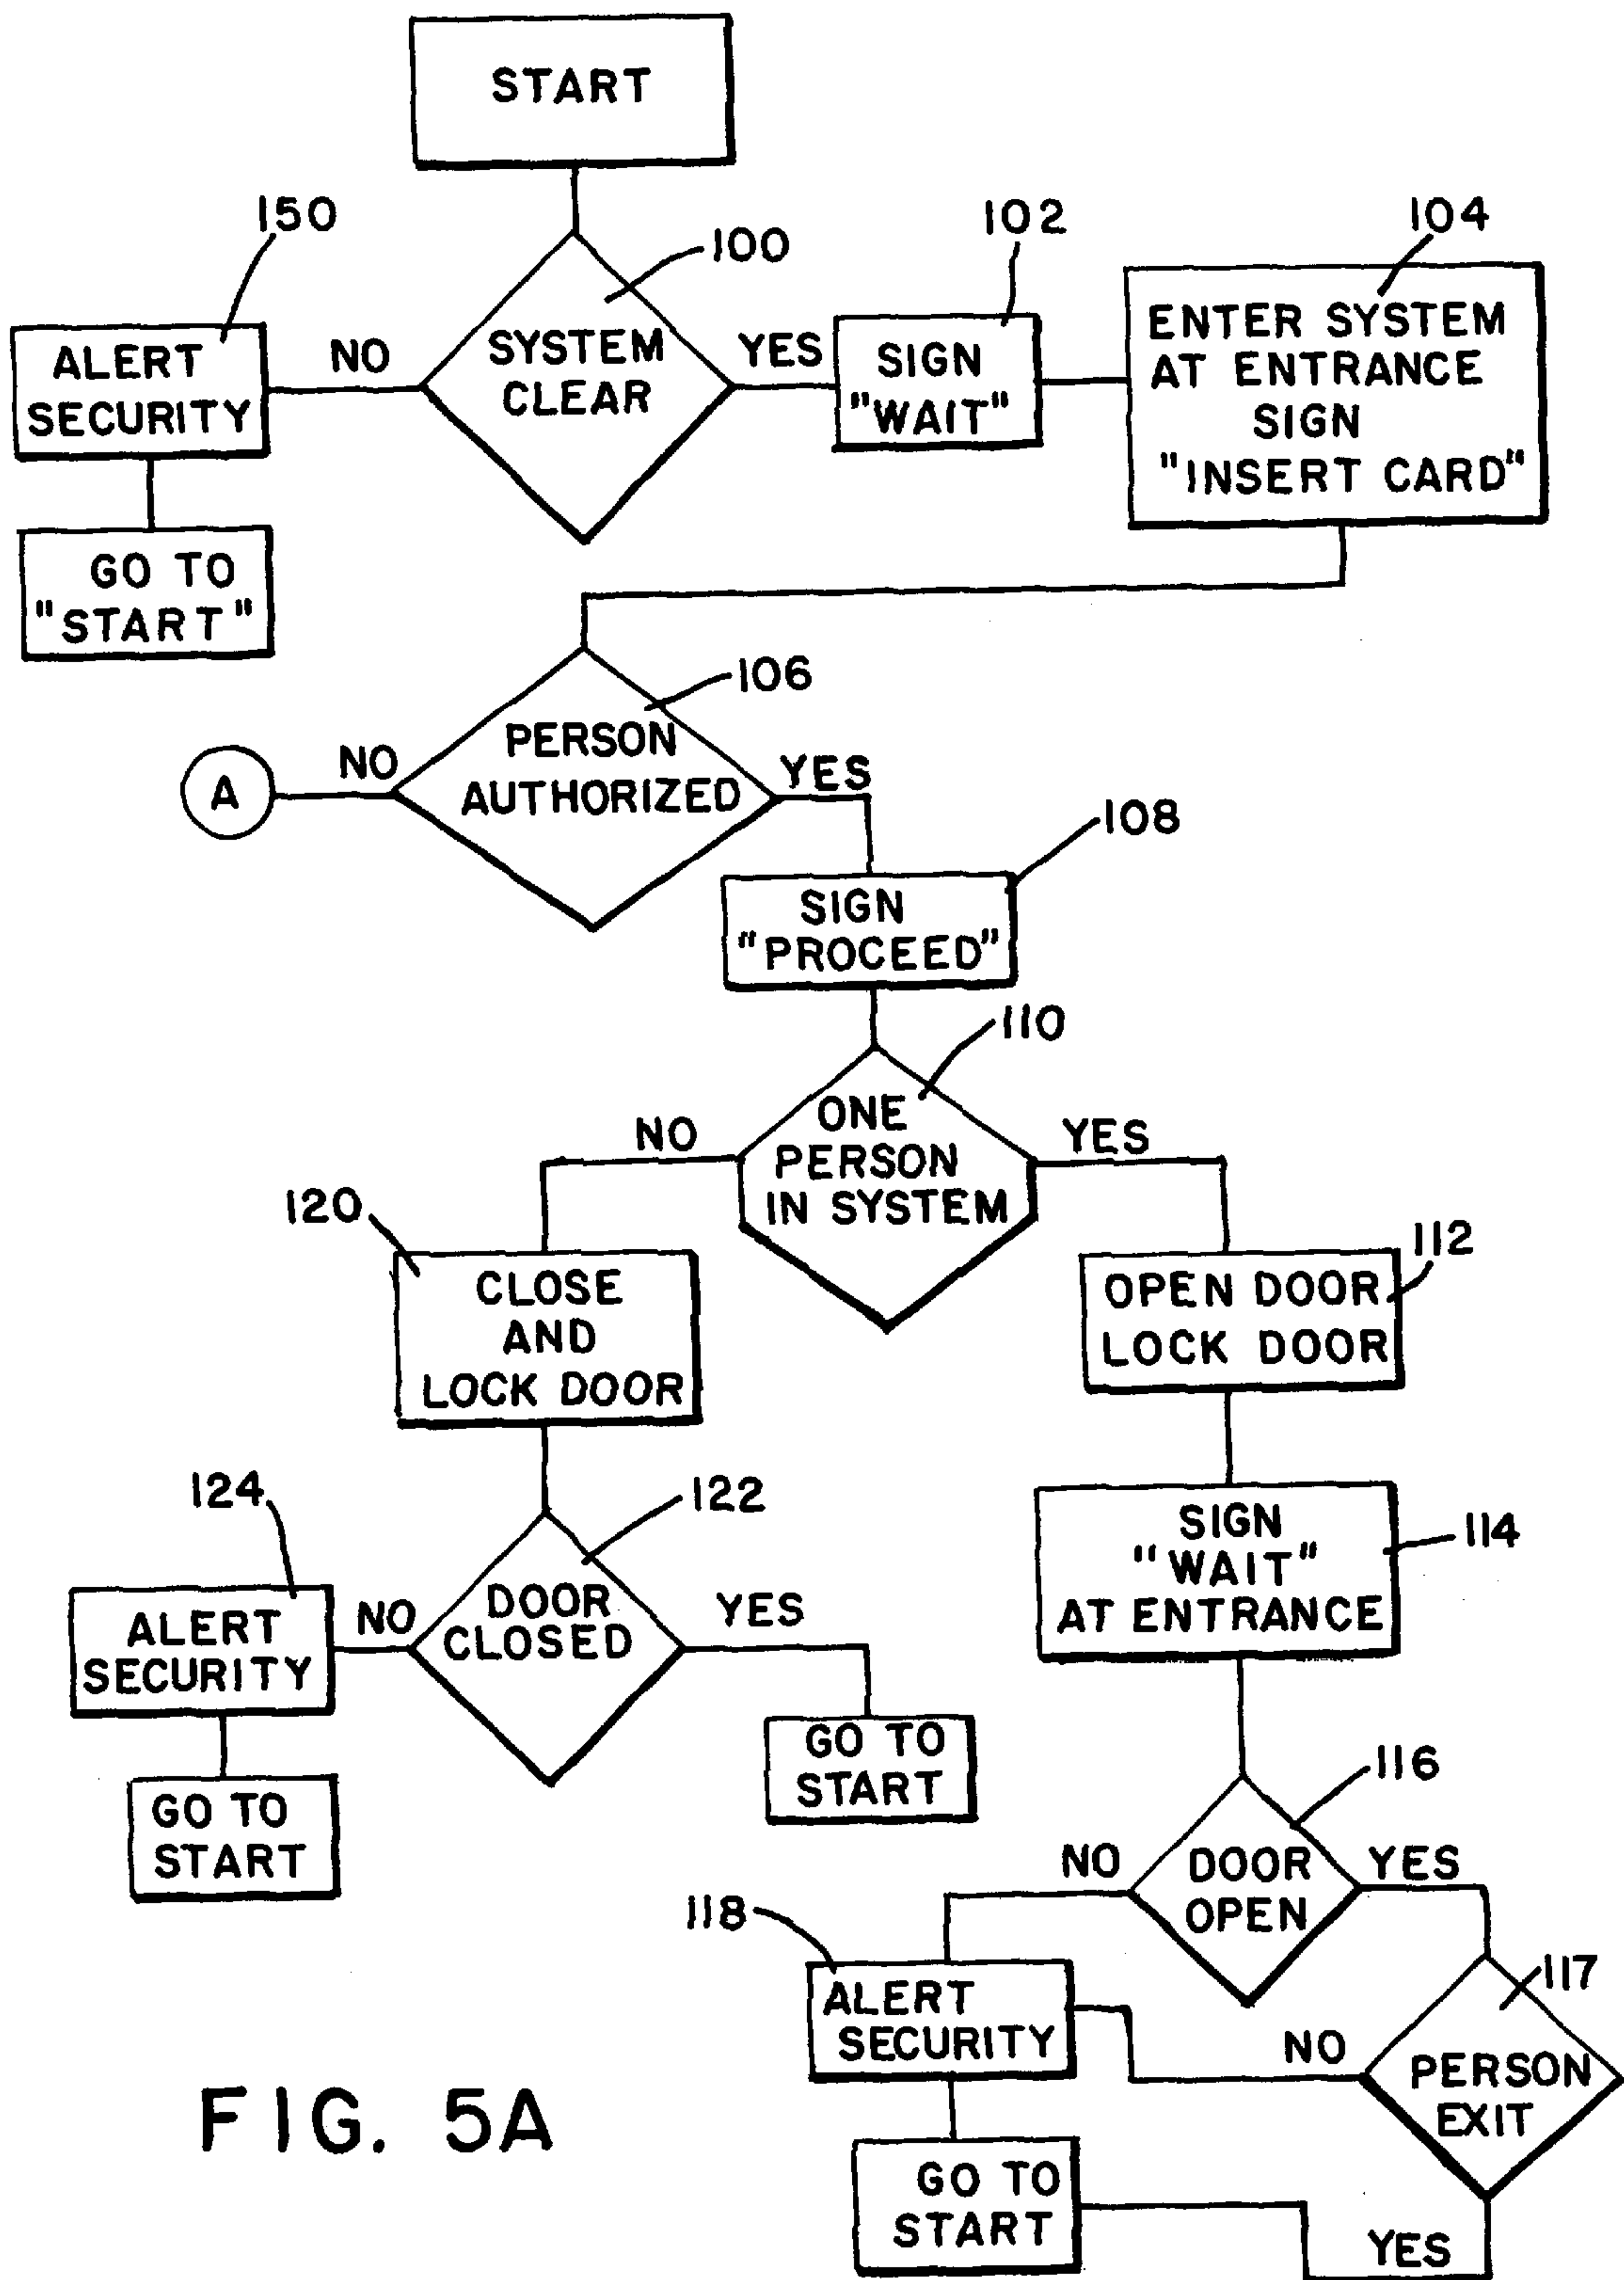 START
150
100
102
104
ALERT
SECURITY
NO
SYSTEM
CLEAR
YES
SIGN
"WAIT"
ENTER SYSTEM
AT ENTRANCE
SIGN
"INSERT CARD"
GO TO
"START"
106
A
NO
PERSON
AUTHORIZED
YES
108
SIGN
"PROCEED"
110
NO
ONE
PERSON
IN SYSTEM
YES
120
CLOSE
AND
LOCK DOOR
112
OPEN DOOR
LOCK DOOR
124
122
ALERT
SECURITY
NO
DOOR
CLOSED
YES
114
SIGN
"WAIT"
AT ENTRANCE
GO TO
START
GO TO
START
116
NO
DOOR
OPEN
YES
118
ALERT
SECURITY
117
NO
PERSON
EXIT
GO TO
START
YES
FIG. 5A